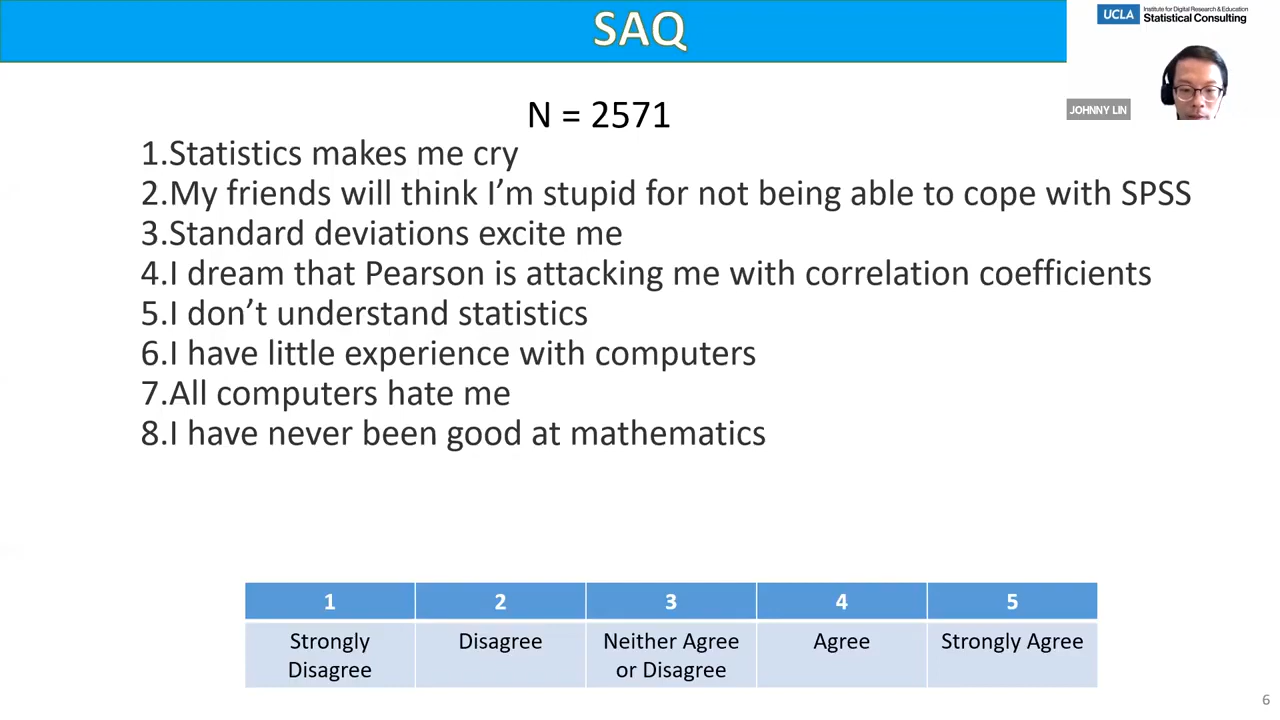 SAQ
UCLA
Institute for Digital Research & Education
Statistical Consulting
JOHNNY LIN
N = 2571
1.Statistics makes me cry
2.My friends will think I’m stupid for not being able to cope with SPSS
3.Standard deviations excite me
4.I dream that Pearson is attacking me with correlation coefficients
5.I don’t understand statistics
6.I have little experience with computers
7.All computers hate me
8.I have never been good at mathematics
1 2 3 4 5
Strongly Disagree Neither Agree Agree Strongly Agree
Disagree or Disagree
6